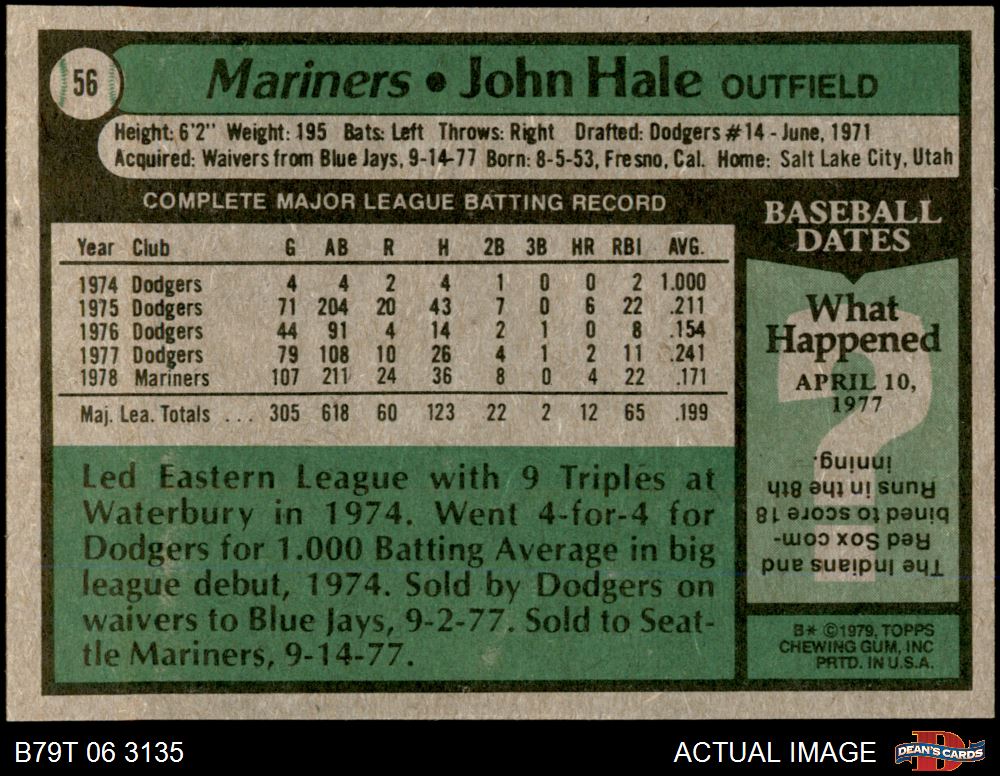 56
Mariners • John Hale OUTFIELD
Height: 6'2" Weight: 195 Bats: Left Throws: Right Drafted: Dodgers #14 - June, 1971
Acquired: Waivers from Blue Jays, 9-14-77 Born: 8-5-53, Fresno, Cal. Home: Salt Lake City, Utah
COMPLETE MAJOR LEAGUE BATTING RECORD
Year Club G AB R H 2B 3B HR RBI AVG.
1974 Dodgers 4 4 2 4 1 0 0 2 1.000
1975 Dodgers 71 204 20 43 7 0 6 22 .211
1976 Dodgers 44 91 4 14 2 1 0 8 .154
1977 Dodgers 79 108 10 26 4 1 2 11 .241
1978 Mariners 107 211 24 36 8 0 4 22 .171
Maj. Lea. Totals . . . 305 618 60 123 22 2 12 65 .199
Led Eastern League with 9 Triples at
Waterbury in 1974. Went 4-for-4 for
Dodgers for 1.000 Batting Average in big
league debut, 1974. Sold by Dodgers on
waivers to Blue Jays, 9-2-77. Sold to Seat-
tle Mariners, 9-14-77.
BASEBALL
DATES
What
Happened
APRIL 10,
1977
?
The Indians and
Red Sox com-
bined to score 18
Runs in the 8th
inning.
B* ©1979, TOPPS
CHEWING GUM, INC
PRTD. IN U.S.A.
B79T 06 3135
ACTUAL IMAGE
DEAN'S CARDS